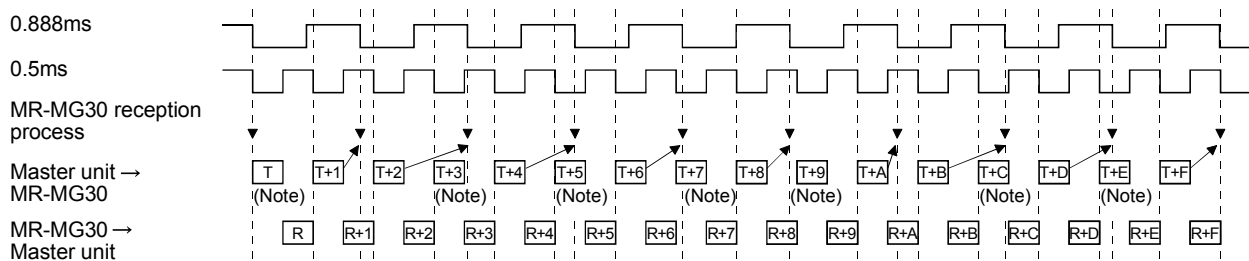 0.888ms
0.5ms
MR-MG30 reception
process
Master unit →
MR-MG30
T T+1 T+2 T+3 T+4 T+5 T+6 T+7 T+8 T+9 T+A T+B T+C T+D T+E T+F
(Note) (Note) (Note) (Note) (Note) (Note) (Note)
MR-MG30 →
Master unit
R R+1 R+2 R+3 R+4 R+5 R+6 R+7 R+8 R+9 R+A R+B R+C R+D R+E R+F